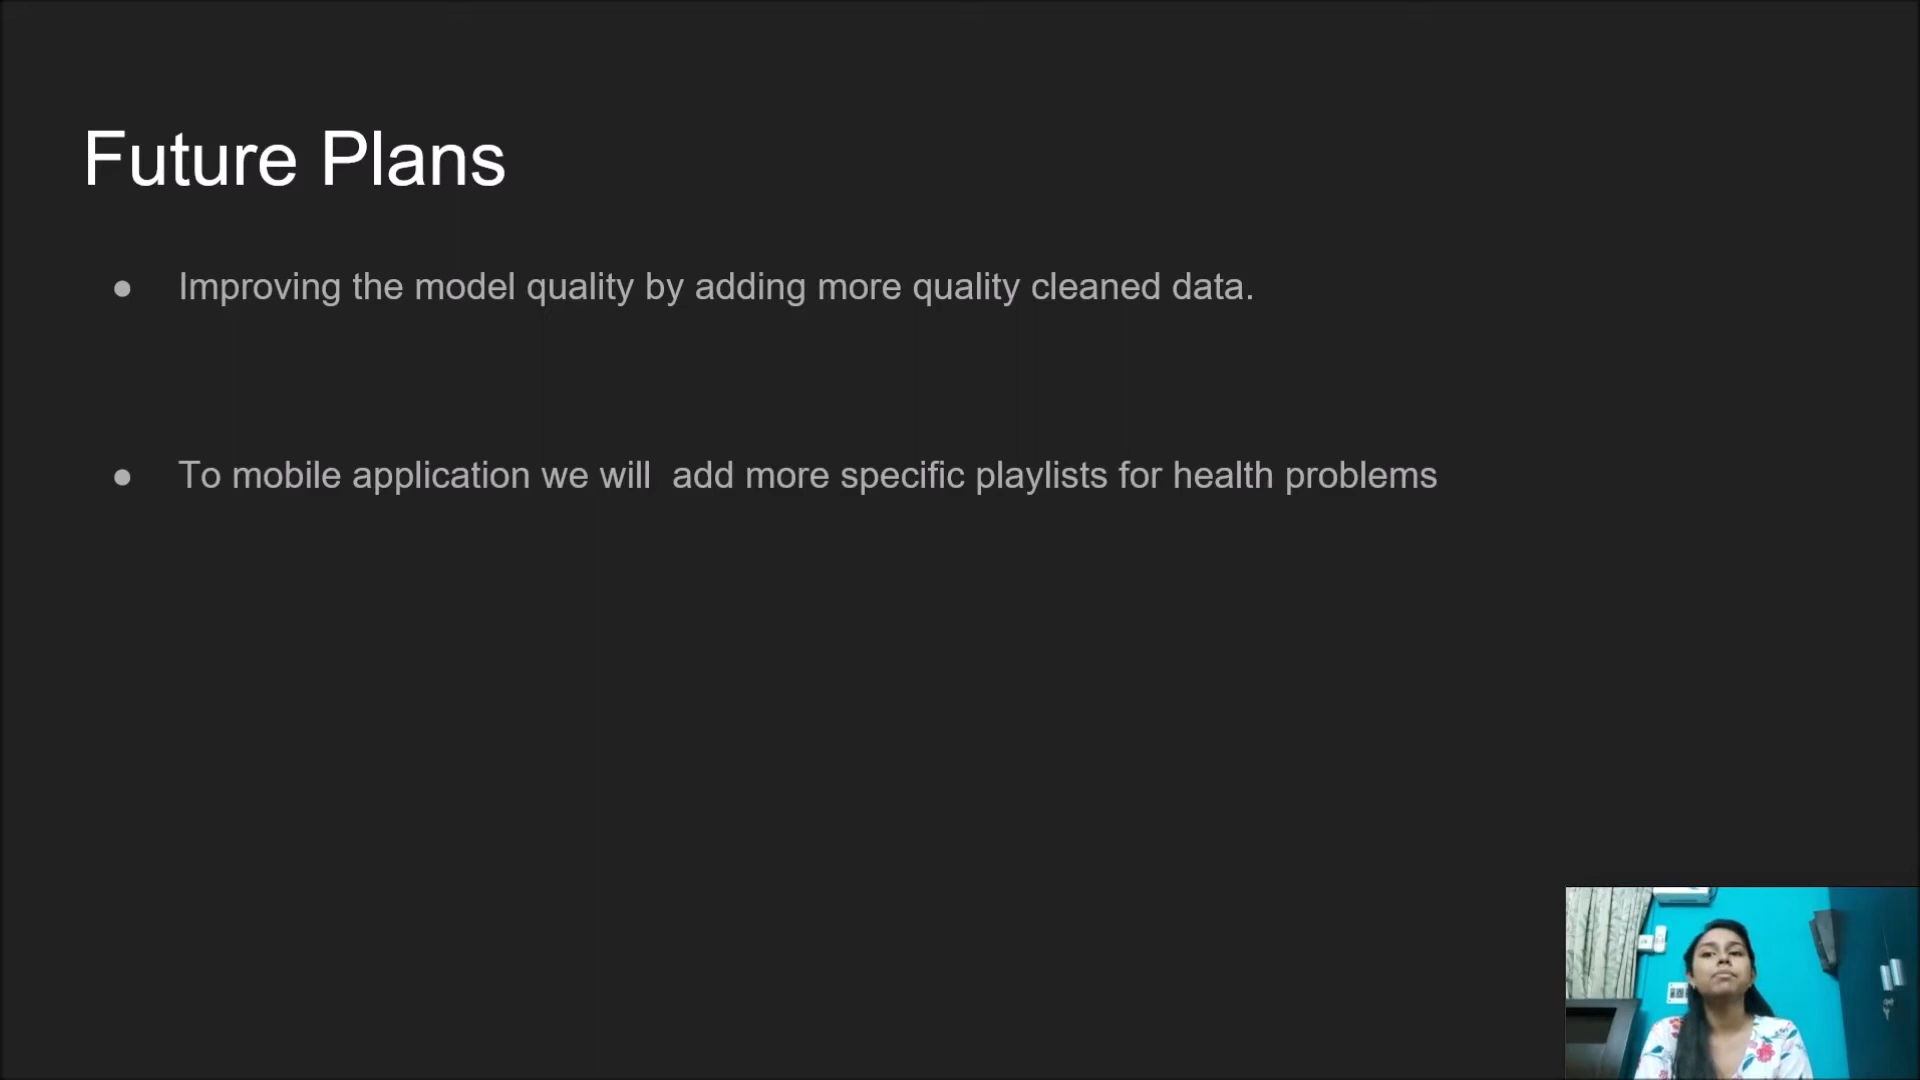 Future Plans
● Improving the model quality by adding more quality cleaned data.
● To mobile application we will  add more specific playlists for health problems